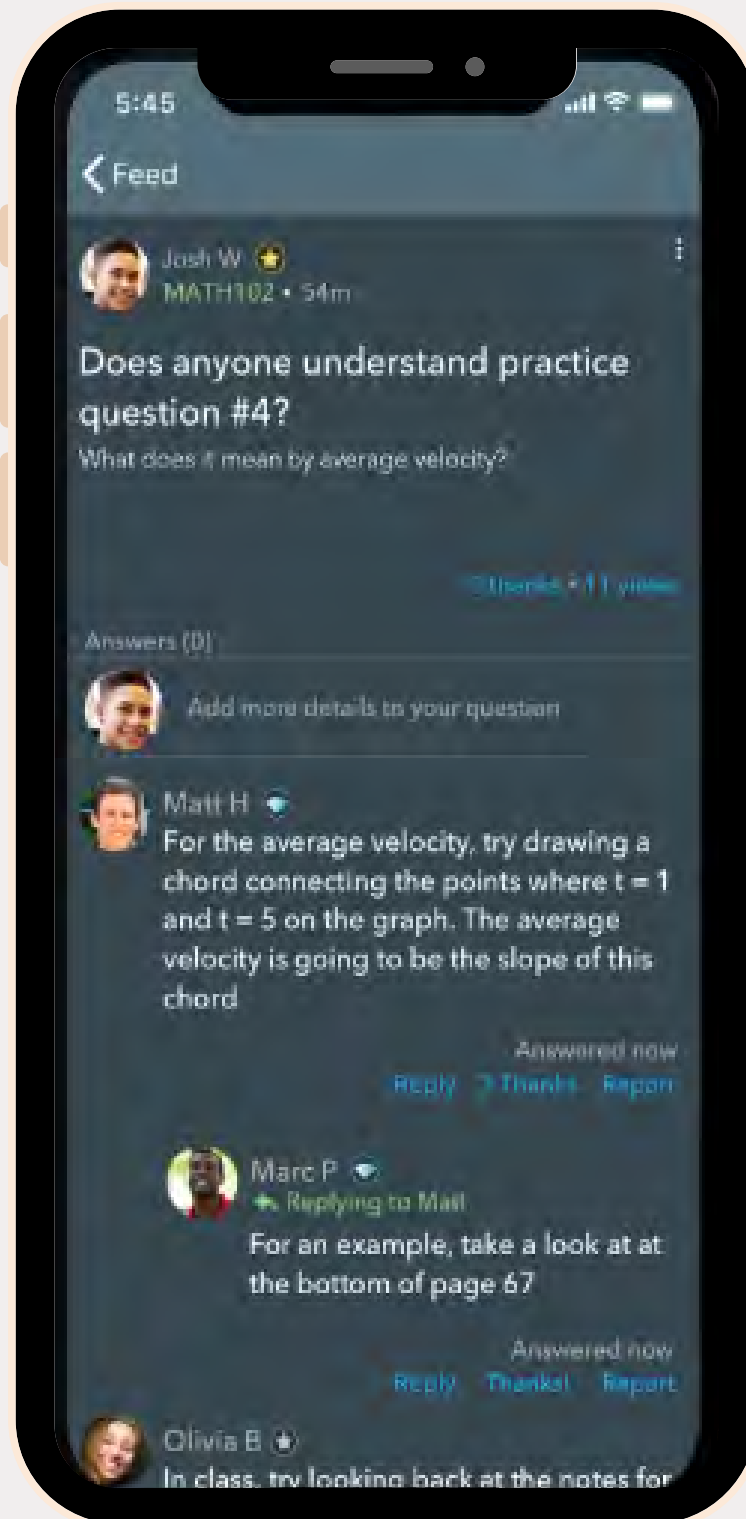 5:45
Feed
Josh W
MATH102 • 54m
Does anyone understand practice
question #4?
What does it mean by average velocity?
thanks • 11 views
Answers (0)
Add more details to your question
Matt H
For the average velocity, try drawing a
chord connecting the points where t = 1
and t = 5 on the graph. The average
velocity is going to be the slope of this
chord
Answered now
Reply Thanks Report
Marc P
Replying to Matt
For an example, take a look at at
the bottom of page 67
Answered now
Reply Thanks! Report
Olivia B
In class, try looking back at the notes for